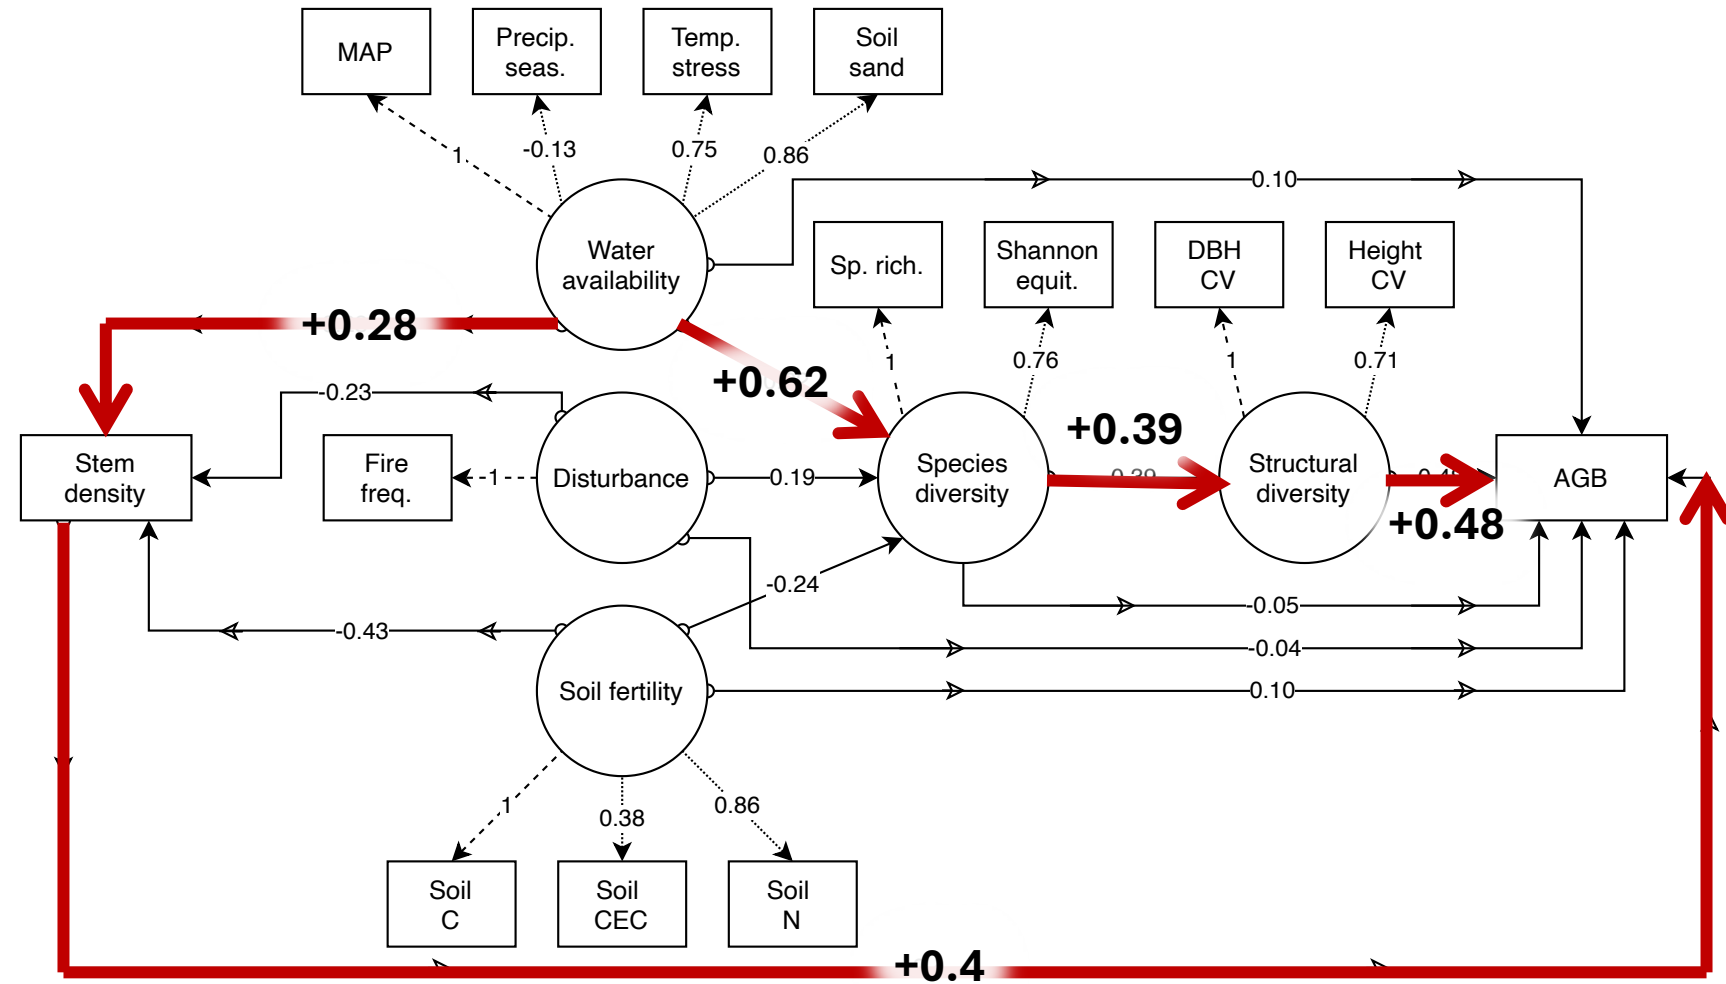 MAP
Precip.
seas.
Temp.
stress
Soil
sand
1
-0.13
0.75
0.86
0.10
Water
availability
Sp. rich.
Shannon
equit.
DBH
CV
Height
CV
+0.28
+0.62
1
0.76
1
0.71
-0.23
+0.39
Stem
density
Fire
freq.
-1
Disturbance
0.19
Species
diversity
0.39
Structural
diversity
AGB
+0.48
-0.24
-0.05
-0.43
-0.04
Soil fertility
0.10
1
0.38
0.86
Soil
C
Soil
CEC
Soil
N
+0.4